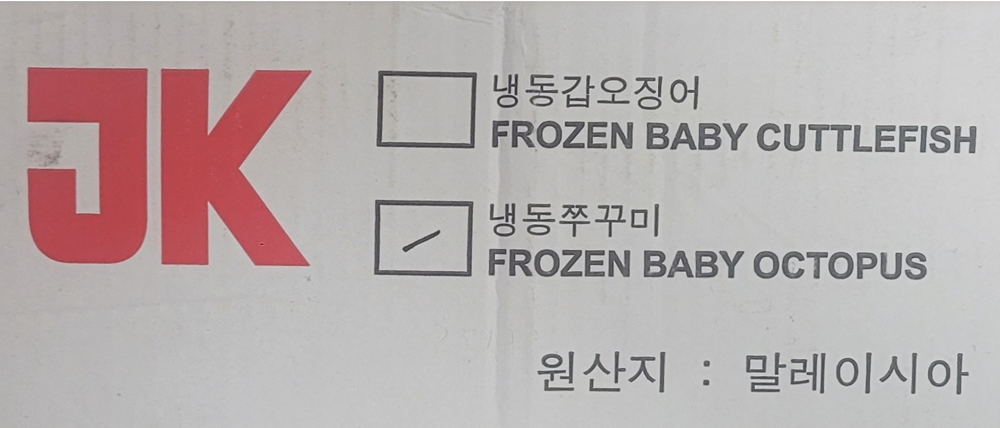 JK
냉동갑오징어
FROZEN BABY CUTTLEFISH
냉동쭈꾸미
FROZEN BABY OCTOPUS
원산지 : 말레이시아